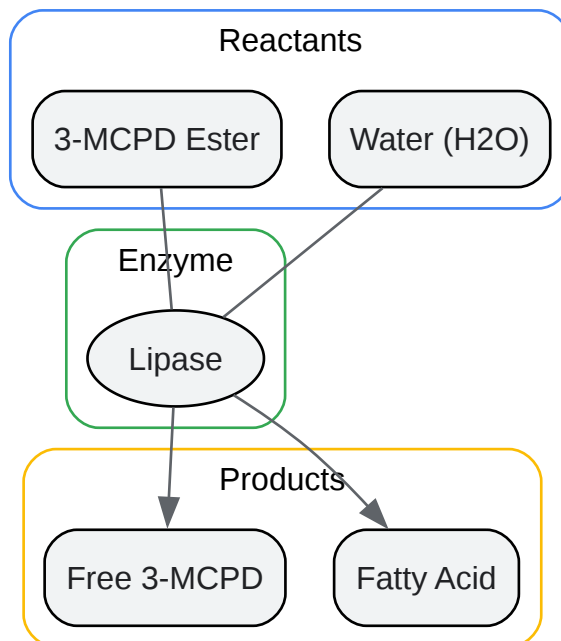 Reactants
3-MCPD Ester
Water (H2O)
Enzyme
Lipase
Products
Free 3-MCPD
Fatty Acid